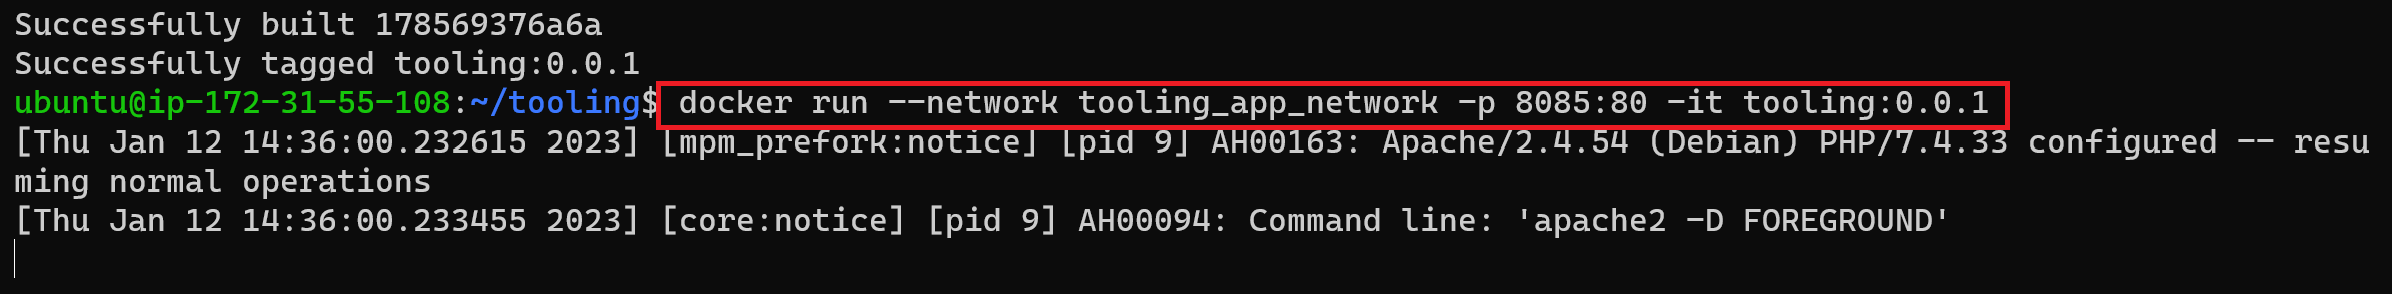 Successfully built 178569376a6a
Successfully tagged tooling:0.0.1
ubuntu@ip-172-31-55-108:~/tooling$ docker run --network tooling_app_network -p 8085:80 -it tooling:0.0.1
[Thu Jan 12 14:36:00.232615 2023] [mpm_prefork:notice] [pid 9] AH00163: Apache/2.4.54 (Debian) PHP/7.4.33 configured -- resu
ming normal operations
[Thu Jan 12 14:36:00.233455 2023] [core:notice] [pid 9] AH00094: Command line: 'apache2 -D FOREGROUND'